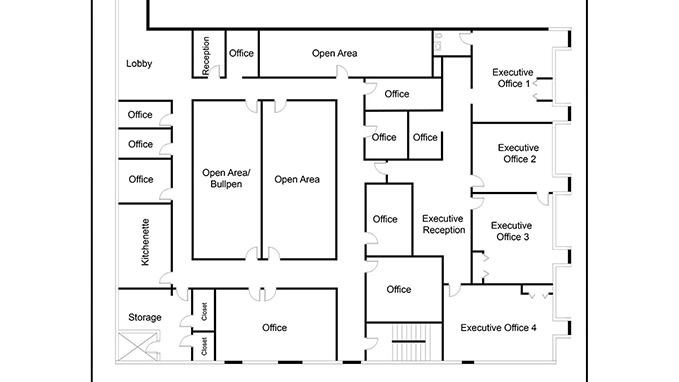 Lobby
Reception
Office
Open Area
Executive
Office 1
Office
Office
Office
Office
Office
Executive
Office 2
Open Area/
Bullpen
Open Area
Office
Kitchenette
Office
Executive
Reception
Executive
Office 3
Office
Storage
Closet
Closet
Office
Executive Office 4